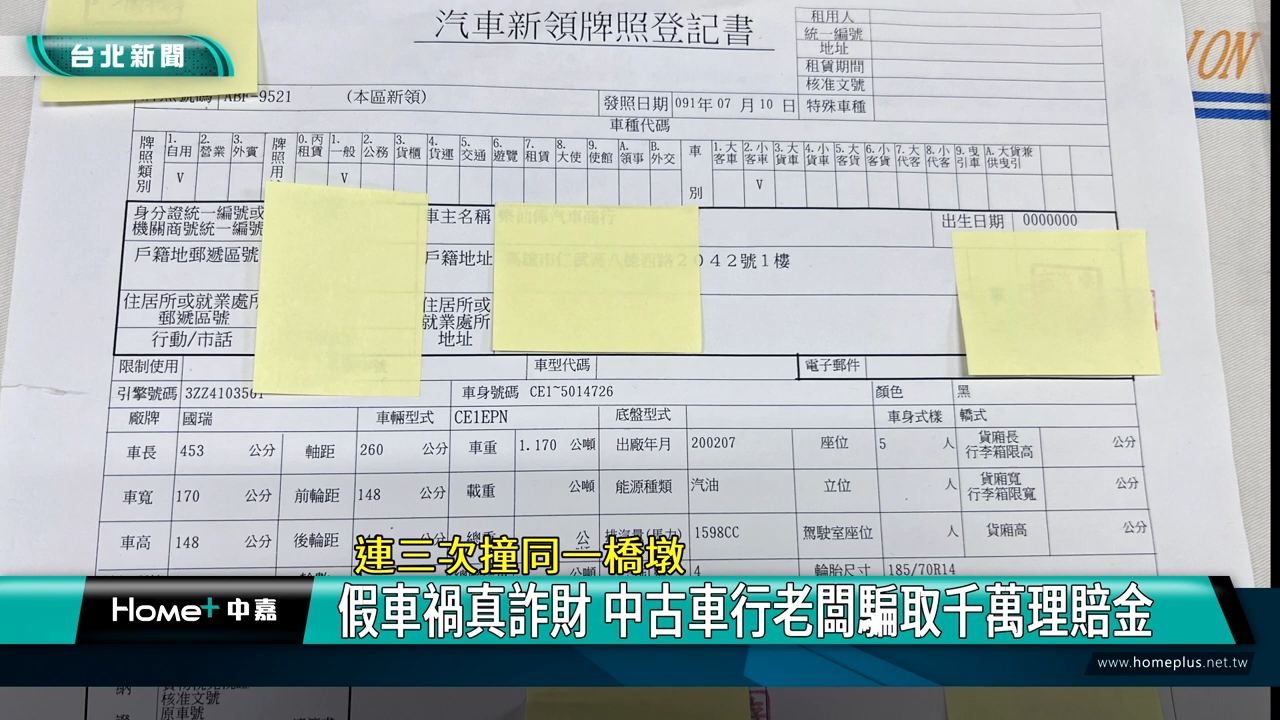 台北新聞
汽車新領牌照登記書
租用人
統一編號
地址
租賃期間
核准文號
ION
ABF-9521 (本區新領) 發照日期 091年 07 月 10 日 特殊車種
車種代碼
牌照類別 1.自用 2.營業 3.外賓 牌照用 0.丙租賃 1.一般 2.公務 3.貨櫃 4.貨運 5.交通 6.遊覽 7.租賃 8.大使 9.使館 A.領事 B.外交 車別 1.大客車 2.小客車 3.大貨車 4.小貨車 5.大客貨 6.小客貨 7.大代客 8.小代客 9.曳引車 A.大貨兼供曳引
V V V
身分證統一編號或 車主名稱 出生日期 0000000
機關商號統一編號
戶籍地郵遞區號 戶籍地址 2042號1樓
住居所或就業處所 住居所或
郵遞區號 就業處所
行動/市話 地址
限制使用 車型代碼 電子郵件
引擎號碼 3ZZ4103561 車身號碼 CE1~5014726 顏色 黑
廠牌 國瑞 車輛型式 CE1EPN 底盤型式 車身式樣 轎式
車長 453 公分 軸距 260 公分 車重 1.170 公噸 出廠年月 200207 座位 5 人 貨廂長行李箱限高 公分
車寬 170 公分 前輪距 148 公分 載重 公噸 能源種類 汽油 立位 人 貨廂寬行李箱限寬 公分
車高 148 公分 後輪距 1598CC 駕駛室座位 人 貨廂高 公分
4 輪胎尺寸 185/70R14
連三次撞同一橋墩
Home+中嘉
假車禍真詐財 中古車行老闆騙取千萬理賠金
www.homeplus.net.tw
核准文號
原車號